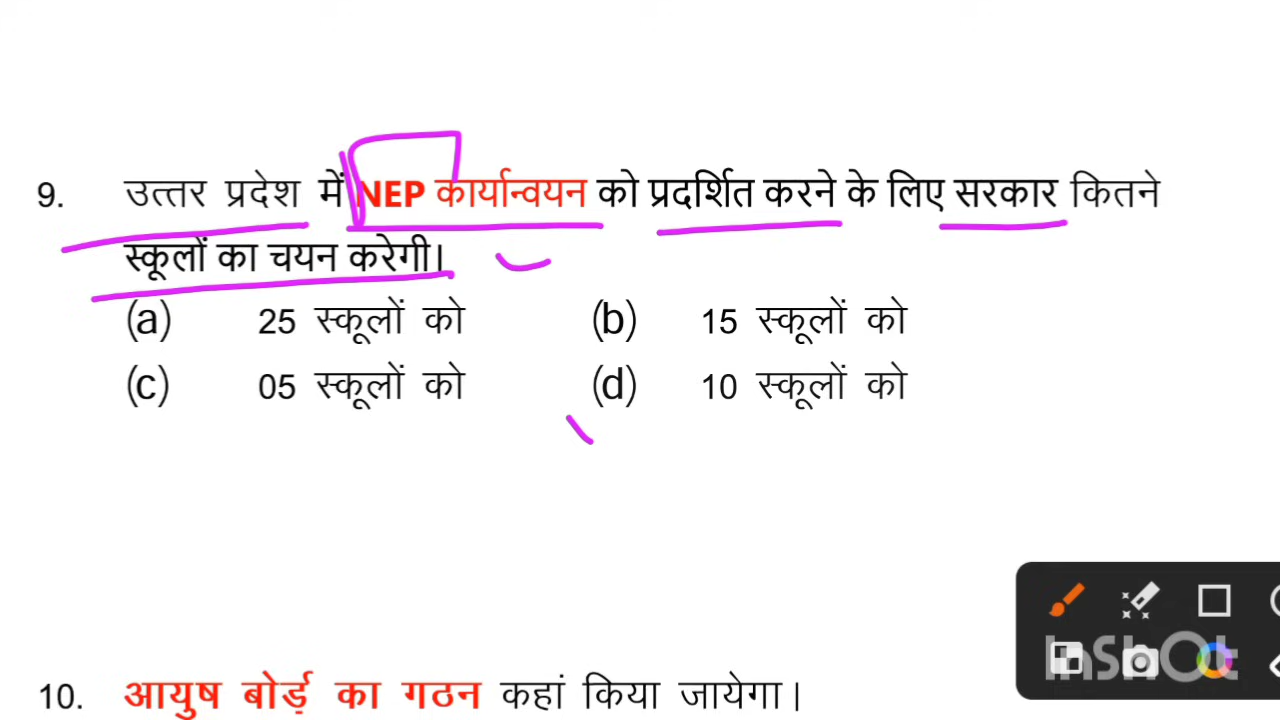 9. उत्तर प्रदेश में NEP कार्यान्वयन को प्रदर्शित करने के लिए सरकार कितने
स्कूलों का चयन करेगी।
(a) 25 स्कूलों को (b) 15 स्कूलों को
(c) 05 स्कूलों को (d) 10 स्कूलों को
InShOt
10. आयुष बोर्ड़ का गठन कहां किया जायेगा।